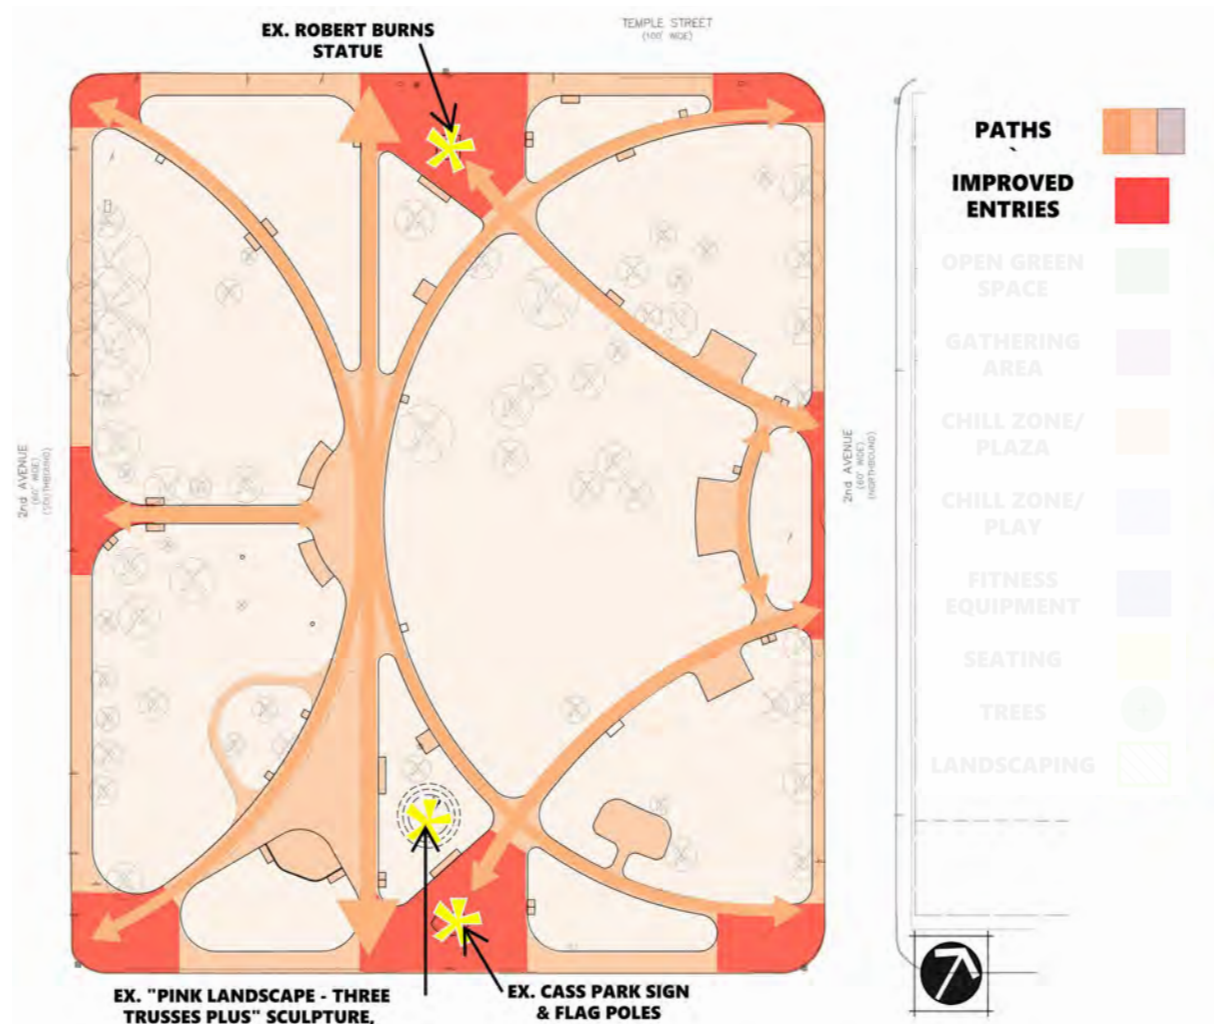 EX. ROBERT BURNS
STATUE
TEMPLE STREET
(100' WIDE)
PATHS
IMPROVED
ENTRIES
OPEN GREEN
SPACE
GATHERING
AREA
CHILL ZONE/
PLAZA
CHILL ZONE/
PLAY
FITNESS
EQUIPMENT
SEATING
TREES
LANDSCAPING
2nd AVENUE
(60' WIDE)
(SOUTHBOUND)
2nd AVENUE
(60' WIDE)
(NORTHBOUND)
EX. "PINK LANDSCAPE - THREE
TRUSSES PLUS" SCULPTURE,
EX. CASS PARK SIGN
& FLAG POLES